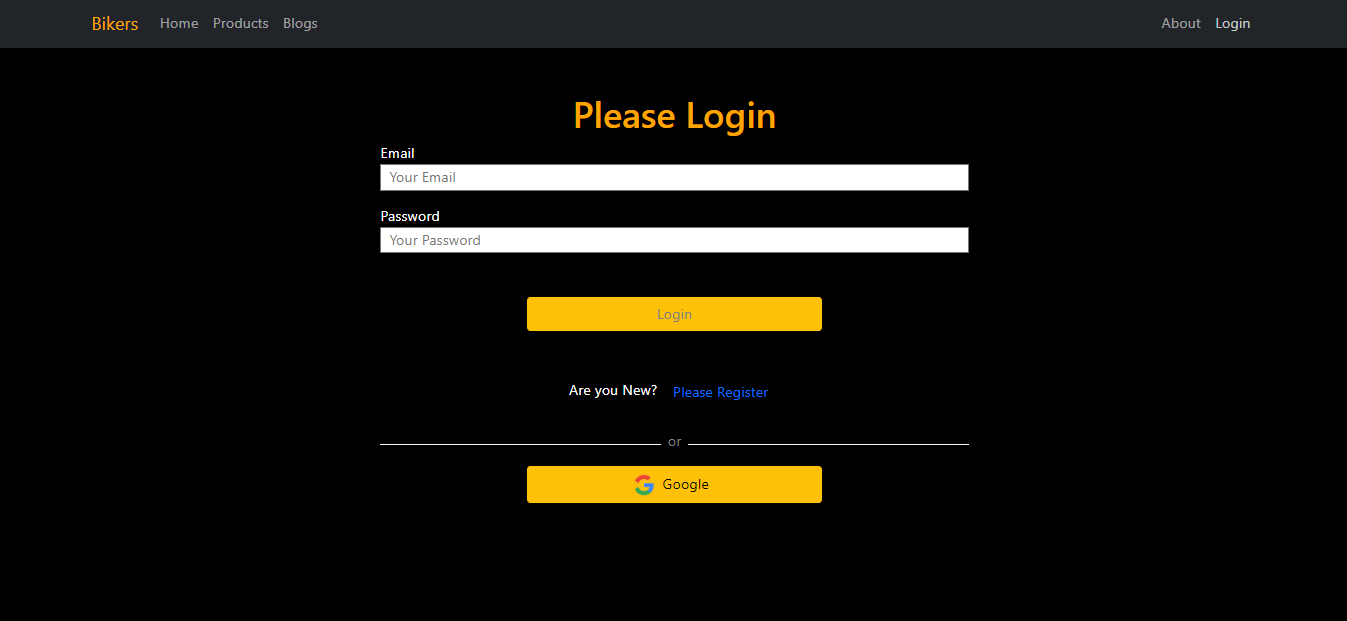 Bikers Home Products Blogs About Login
Please Login
Email
Your Email
Password
Your Password
Login
Are you New? Please Register
or
Google